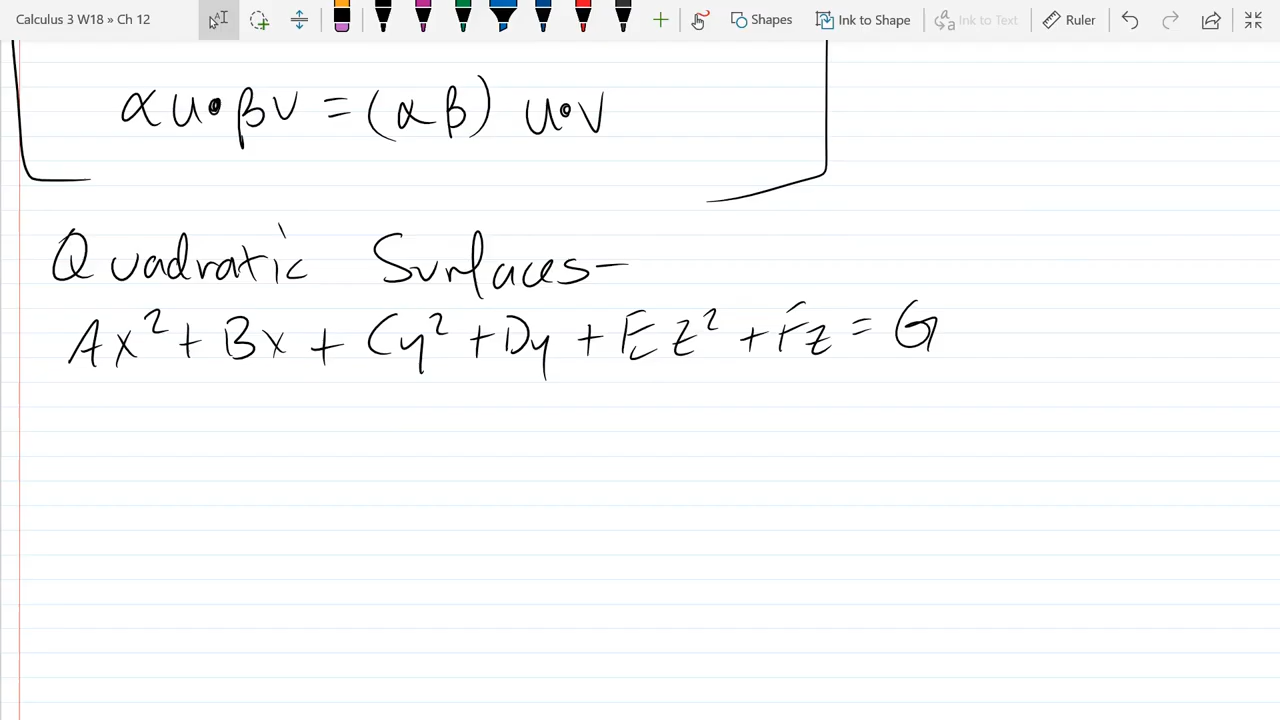 Calculus 3 W18 » Ch 12
Shapes
Ink to Shape
Ink to Text
Ruler
αu•βv = (αβ) u•v
Quadratic Surfaces–
Ax² + Bx + Cy² + Dy + Ez² + Fz = G